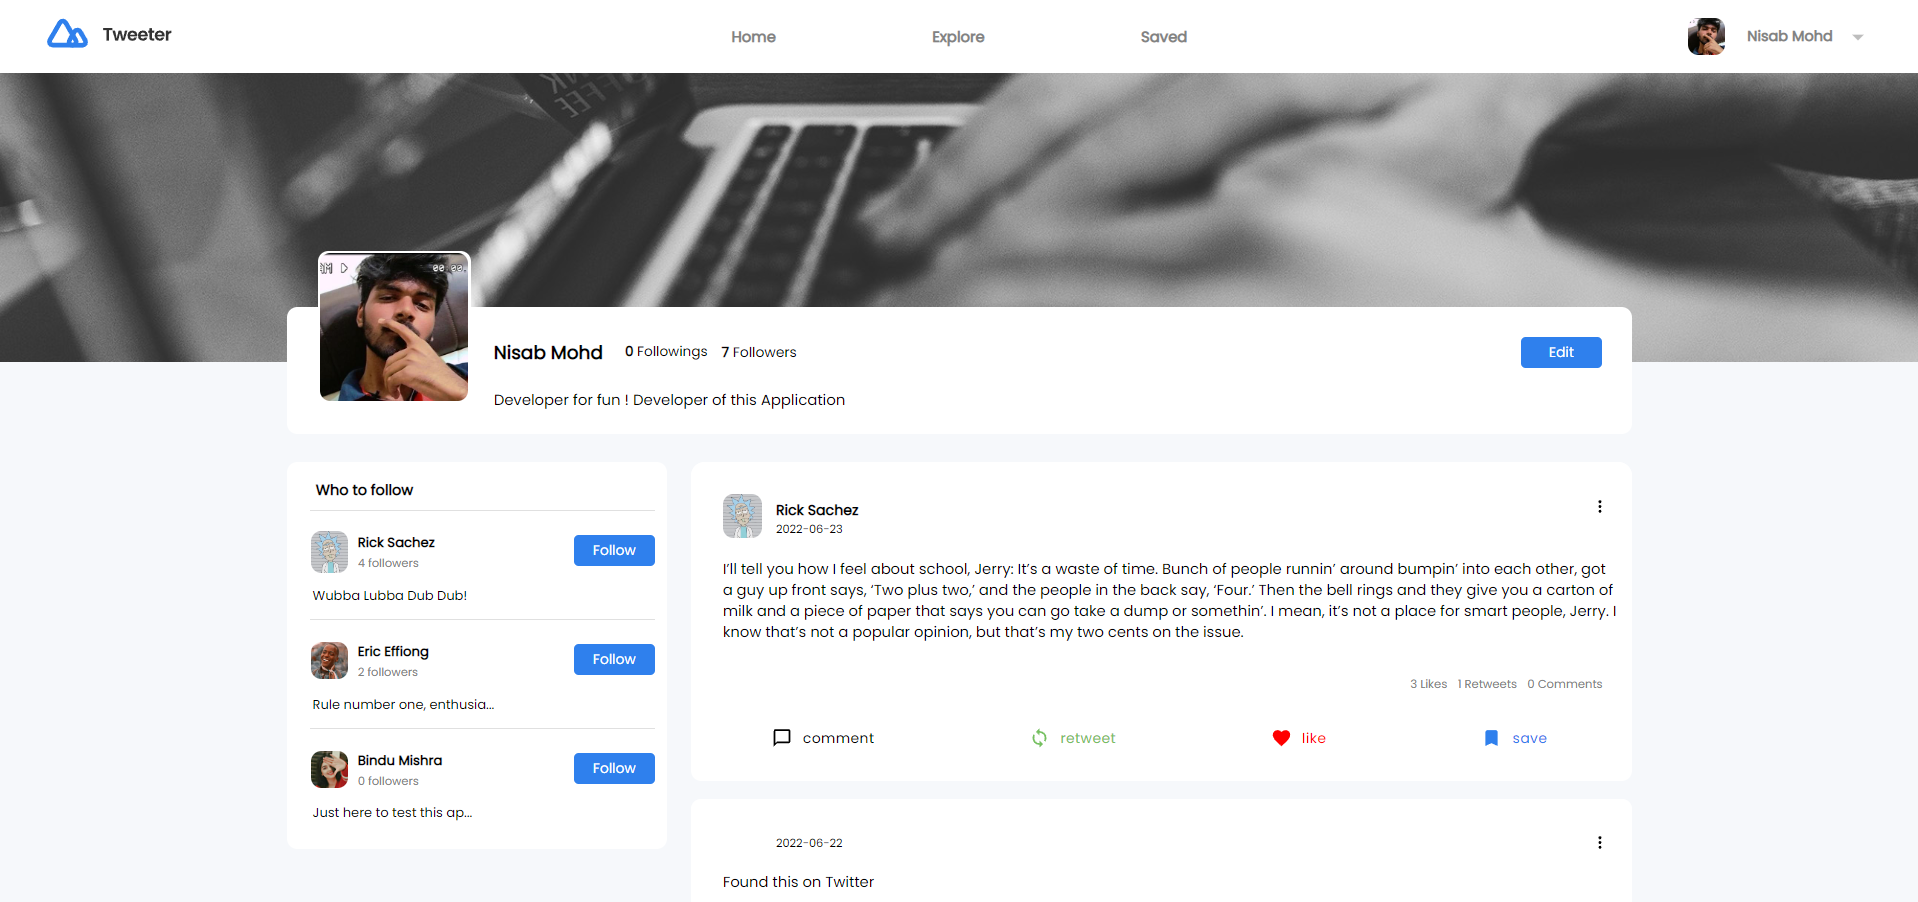 Tweeter
Home
Explore
Saved
Nisab Mohd
00:00
Nisab Mohd
0 Followings
7 Followers
Edit
Developer for fun ! Developer of this Application
Who to follow
Rick Sachez
4 followers
Follow
Wubba Lubba Dub Dub!
Eric Effiong
2 followers
Follow
Rule number one, enthusia...
Bindu Mishra
0 followers
Follow
Just here to test this ap...
Rick Sachez
2022-06-23
I’ll tell you how I feel about school, Jerry: It’s a waste of time. Bunch of people runnin’ around bumpin’ into each other, got
a guy up front says, ‘Two plus two,’ and the people in the back say, ‘Four.’ Then the bell rings and they give you a carton of
milk and a piece of paper that says you can go take a dump or somethin’. I mean, it’s not a place for smart people, Jerry. I
know that’s not a popular opinion, but that’s my two cents on the issue.
3 Likes
1 Retweets
0 Comments
comment
retweet
like
save
2022-06-22
Found this on Twitter